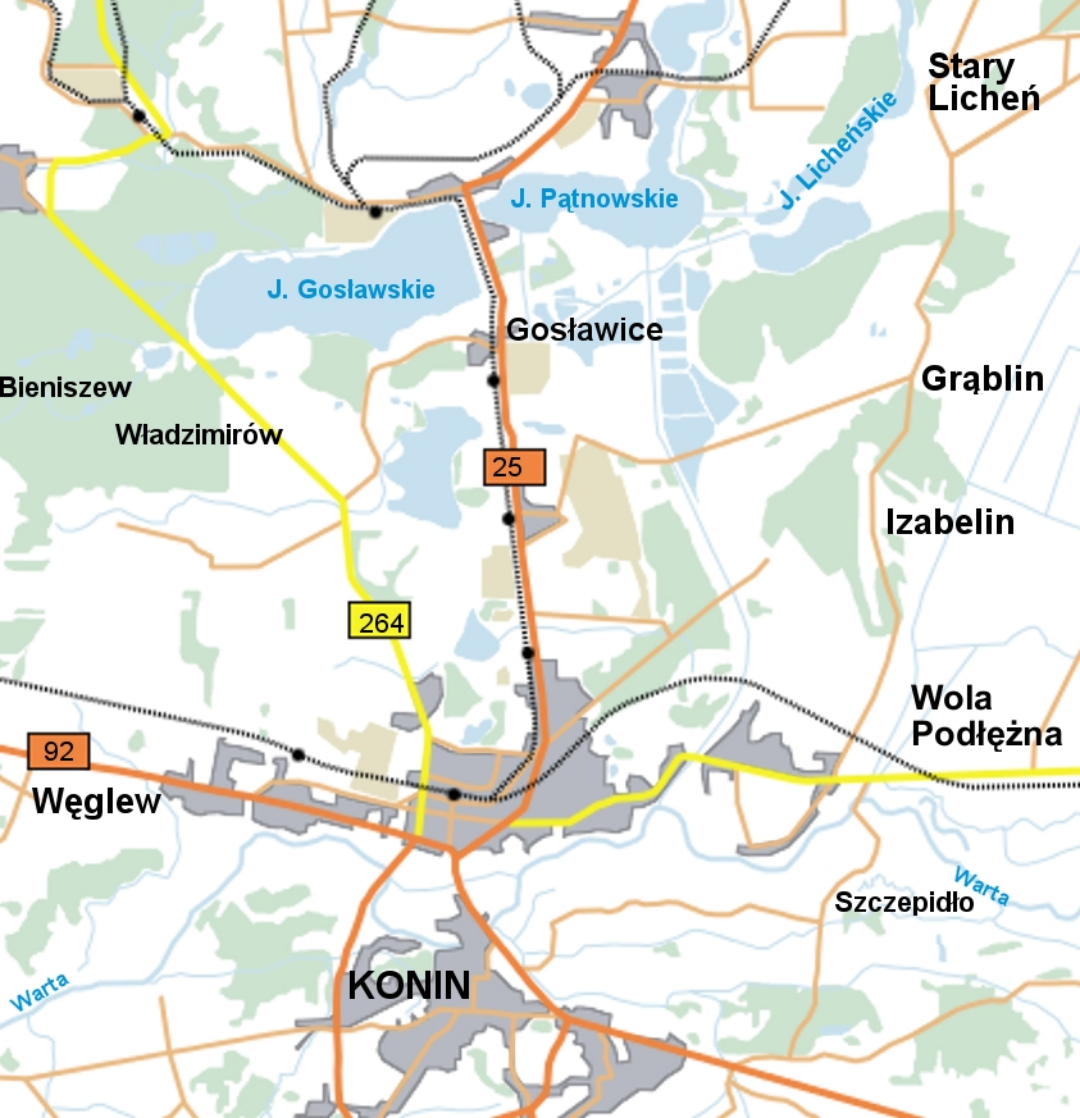 Stary
Licheń
J. Licheńskie
J. Pątnowskie
J. Goslawskie
Gosławice
Grąblin
Bieniszew
Władzimirów
25
Izabelin
264
Wola
Podłężna
92
Węglew
Warta
Szczepidło
KONIN
Warta